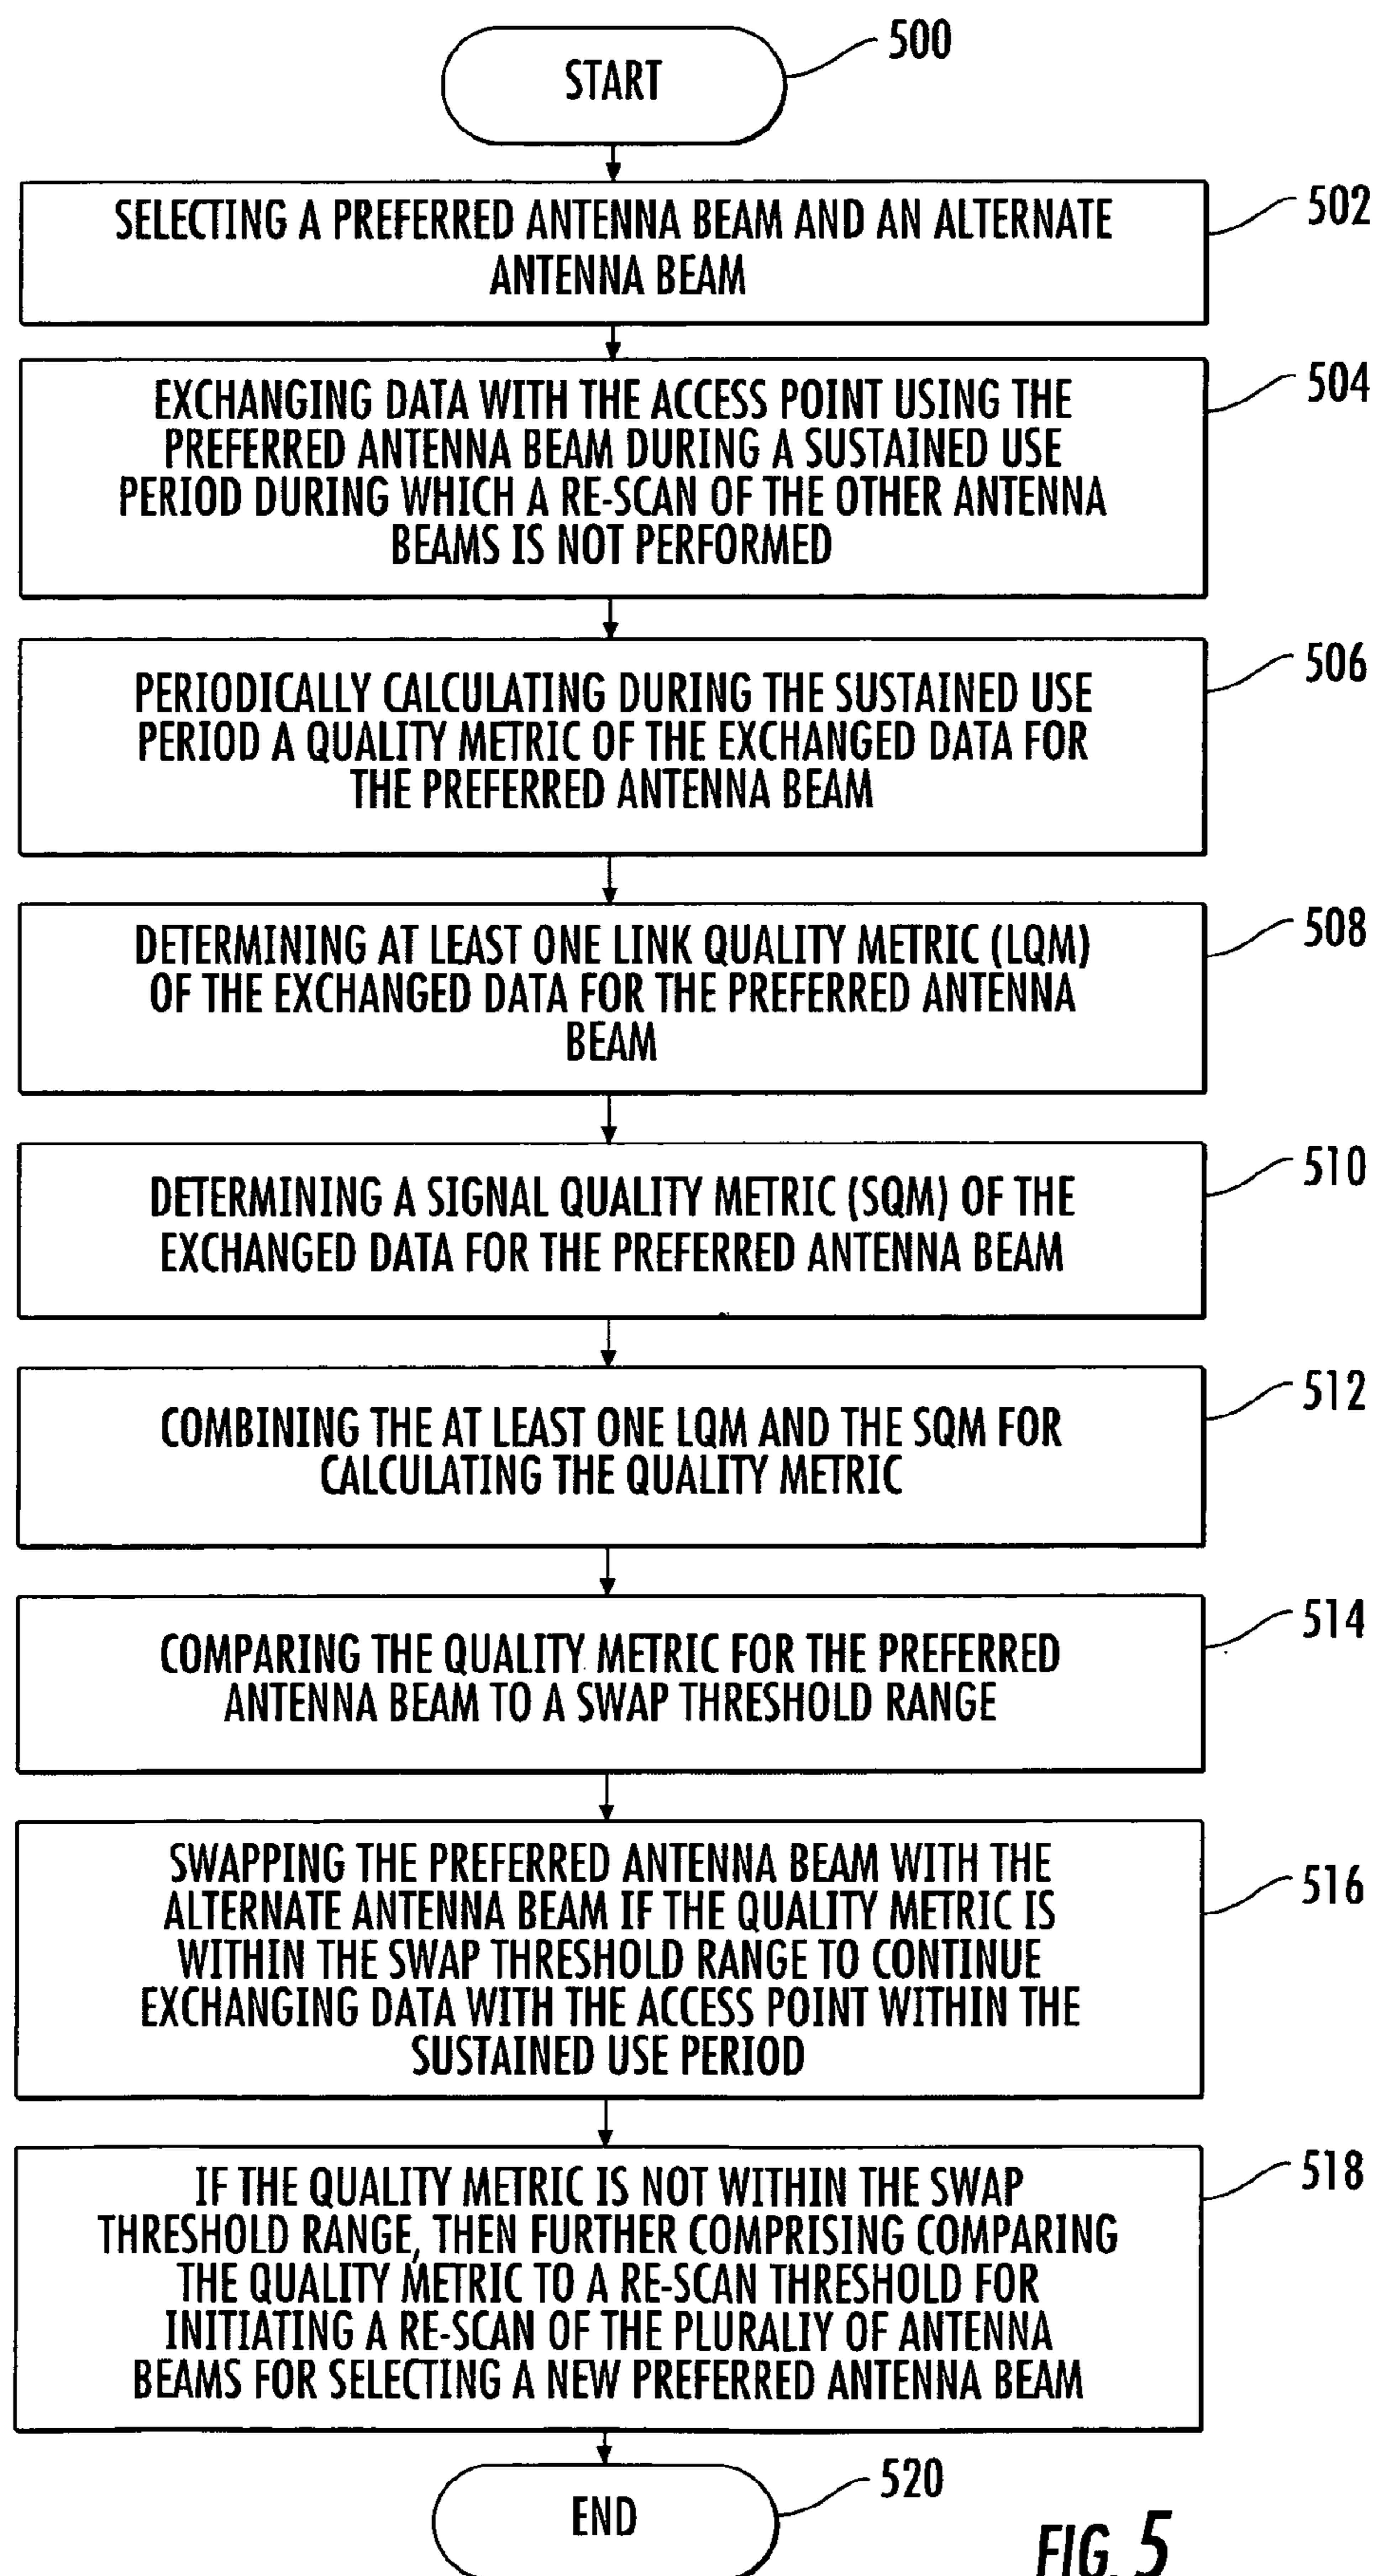 START
500
SELECTING A PREFERRED ANTENNA BEAM AND AN ALTERNATE
ANTENNA BEAM
502
EXCHANGING DATA WITH THE ACCESS POINT USING THE
PREFERRED ANTENNA BEAM DURING A SUSTAINED USE
PERIOD DURING WHICH A RE-SCAN OF THE OTHER ANTENNA
BEAMS IS NOT PERFORMED
504
PERIODICALLY CALCULATING DURING THE SUSTAINED USE
PERIOD A QUALITY METRIC OF THE EXCHANGED DATA FOR
THE PREFERRED ANTENNA BEAM
506
DETERMINING AT LEAST ONE LINK QUALITY METRIC (LQM)
OF THE EXCHANGED DATA FOR THE PREFERRED ANTENNA
BEAM
508
DETERMINING A SIGNAL QUALITY METRIC (SQM) OF THE
EXCHANGED DATA FOR THE PREFERRED ANTENNA BEAM
510
COMBINING THE AT LEAST ONE LQM AND THE SQM FOR
CALCULATING THE QUALITY METRIC
512
COMPARING THE QUALITY METRIC FOR THE PREFERRED
ANTENNA BEAM TO A SWAP THRESHOLD RANGE
514
SWAPPING THE PREFERRED ANTENNA BEAM WITH THE
ALTERNATE ANTENNA BEAM IF THE QUALITY METRIC IS
WITHIN THE SWAP THRESHOLD RANGE TO CONTINUE
EXCHANGING DATA WITH THE ACCESS POINT WITHIN THE
SUSTAINED USE PERIOD
516
IF THE QUALITY METRIC IS NOT WITHIN THE SWAP
THRESHOLD RANGE, THEN FURTHER COMPRISING COMPARING
THE QUALITY METRIC TO A RE-SCAN THRESHOLD FOR
INITIATING A RE-SCAN OF THE PLURALIY OF ANTENNA
BEAMS FOR SELECTING A NEW PREFERRED ANTENNA BEAM
518
END
520
FIG. 5